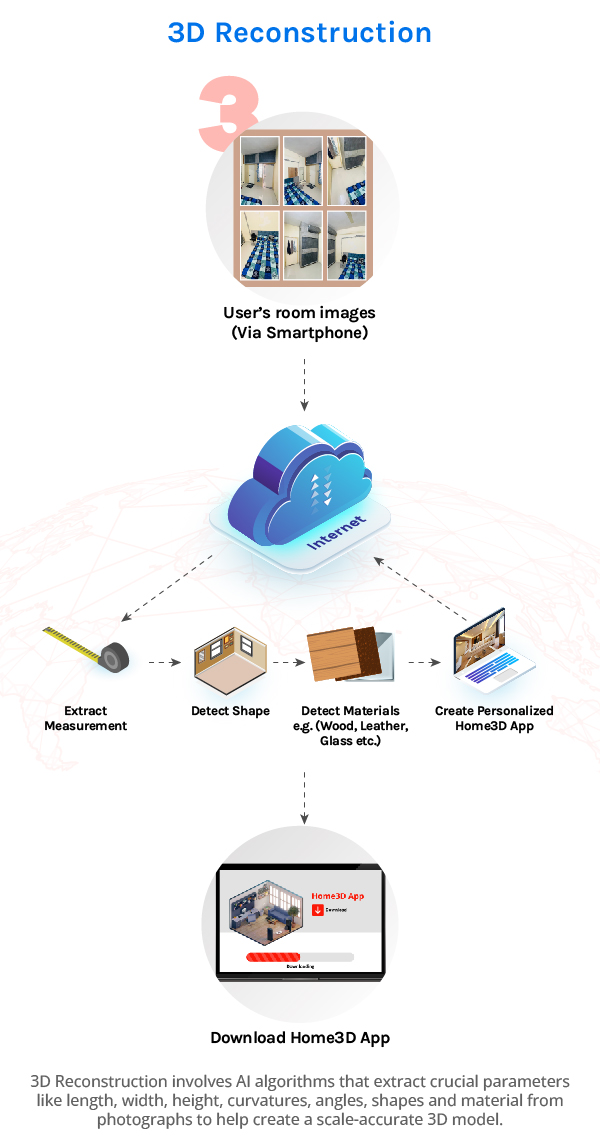 3D Reconstruction
3
User's room images
(Via Smartphone)
Internet
Extract
Measurement
Detect Shape
Detect Materials
e.g. (Wood, Leather,
Glass etc.)
Create Personalized
Home3D App
Home3D App
Download
Downloading
Download Home3D App
3D Reconstruction involves AI algorithms that extract crucial parameters
like length, width, height, curvatures, angles, shapes and material from
photographs to help create a scale-accurate 3D model.